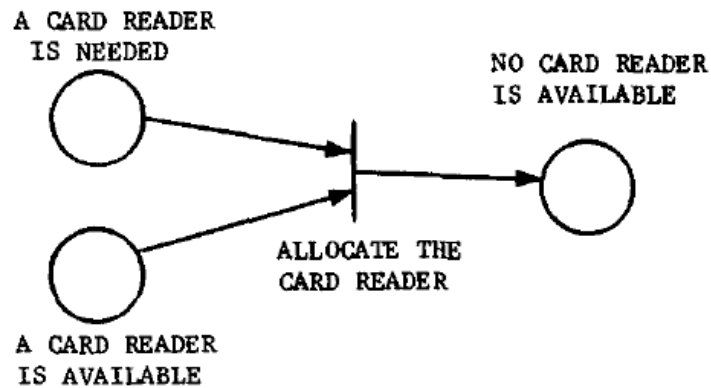 A CARD READER
IS NEEDED
NO CARD READER
IS AVAILABLE
ALLOCATE THE
CARD READER
A CARD READER
IS AVAILABLE